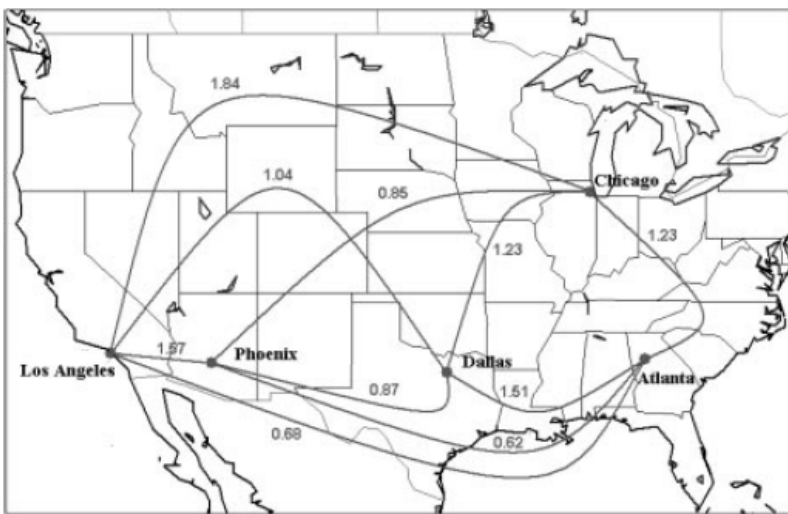 1.84
1.04
0.85
Chicago
1.23
1.23
1.57
Phoenix
Los Angeles
Dallas
Atlanta
0.87
1.51
0.68
0.62